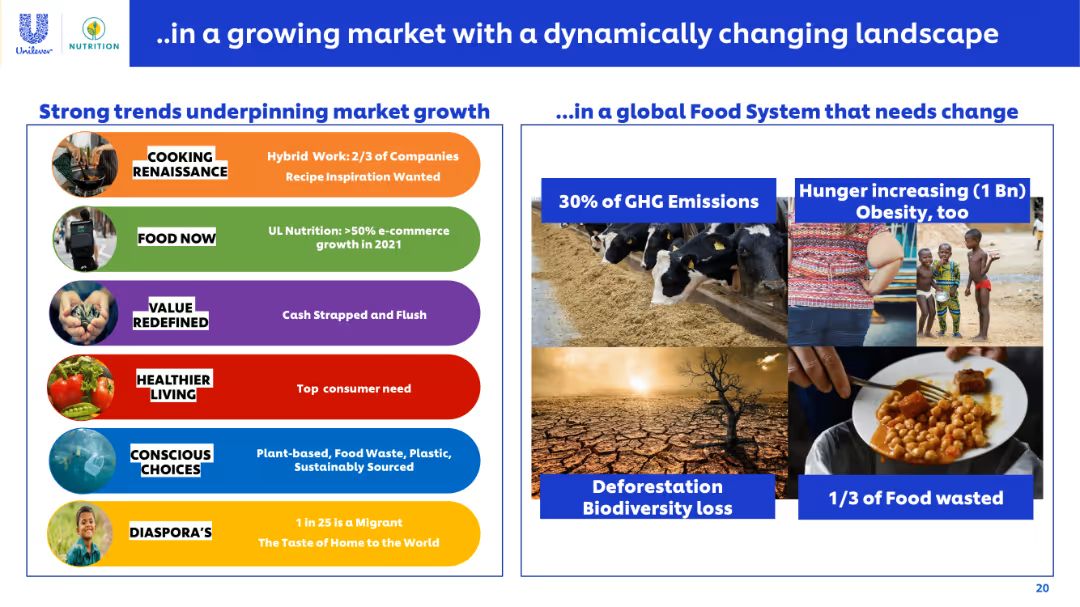 Unilever
NUTRITION
..in a growing market with a dynamically changing landscape
Strong trends underpinning market growth
COOKING
RENAISSANCE
Hybrid Work: 2/3 of Companies
Recipe Inspiration Wanted
FOOD NOW
UL Nutrition: >50% e-commerce
growth in 2021
VALUE
REDEFINED
Cash Strapped and Flush
HEALTHIER
LIVING
Top consumer need
CONSCIOUS
CHOICES
Plant-based, Food Waste, Plastic,
Sustainably Sourced
DIASPORA'S
1 in 25 is a Migrant
The Taste of Home to the World
...in a global Food System that needs change
30% of GHG Emissions
Hunger increasing (1 Bn)
Obesity, too
Deforestation
Biodiversity loss
1/3 of Food wasted
20